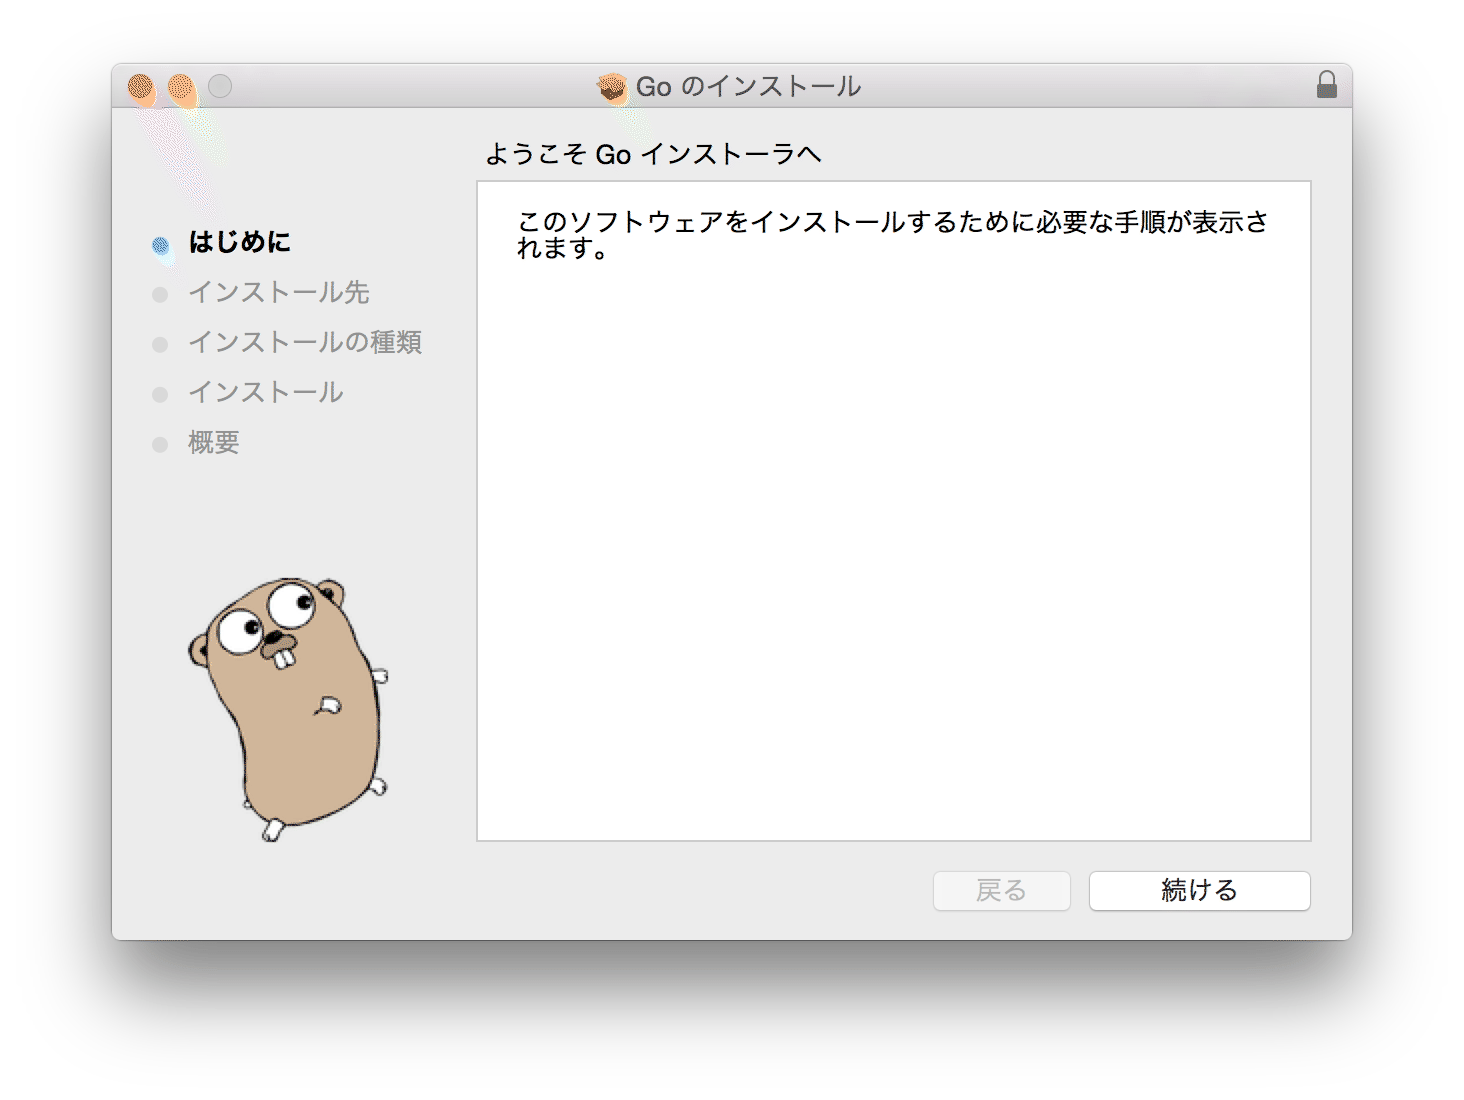 Go のインストール
ようこそ Go インストーラへ
はじめに
インストール先
インストールの種類
インストール
概要
このソフトウェアをインストールするために必要な手順が表示さ
れます。
戻る
続ける